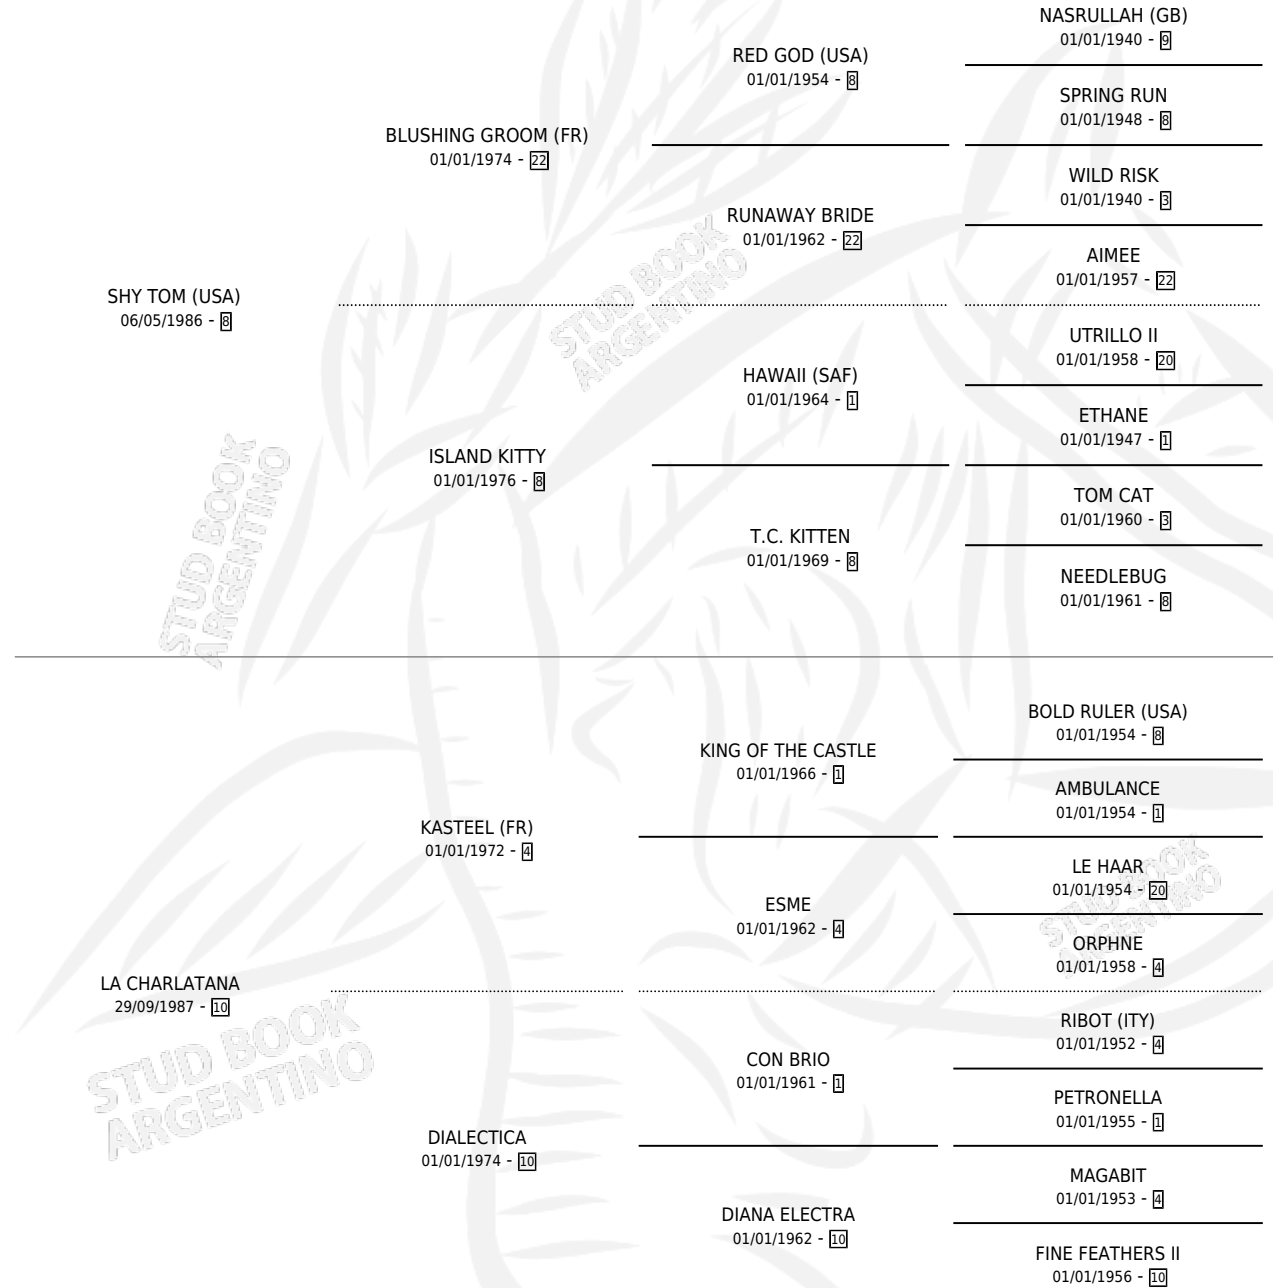 NASRULLAH (GB)
01/01/1940 - 9
RED GOD (USA)
01/01/1954 - 8
SPRING RUN
01/01/1948 - 8
BLUSHING GROOM (FR)
01/01/1974 - 22
WILD RISK
01/01/1940 - 3
RUNAWAY BRIDE
01/01/1962 - 22
AIMEE
01/01/1957 - 22
SHY TOM (USA)
06/05/1986 - 8
UTRILLO II
01/01/1958 - 20
HAWAII (SAF)
01/01/1964 - 1
ETHANE
01/01/1947 - 1
ISLAND KITTY
01/01/1976 - 8
TOM CAT
01/01/1960 - 3
T.C. KITTEN
01/01/1969 - 8
NEEDLEBUG
01/01/1961 - 8
BOLD RULER (USA)
01/01/1954 - 8
KING OF THE CASTLE
01/01/1966 - 1
AMBULANCE
01/01/1954 - 1
KASTEEL (FR)
01/01/1972 - 4
LE HAAR
01/01/1954 - 20
ESME
01/01/1962 - 4
ORPHNE
01/01/1958 - 4
LA CHARLATANA
29/09/1987 - 10
RIBOT (ITY)
01/01/1952 - 4
CON BRIO
01/01/1961 - 1
PETRONELLA
01/01/1955 - 1
DIALECTICA
01/01/1974 - 10
MAGABIT
01/01/1953 - 4
DIANA ELECTRA
01/01/1962 - 10
FINE FEATHERS II
01/01/1956 - 10
STUD BOOK
ARGENTINO
STUD BOOK
ARGENTINO
STUD BOOK
ARGENTINO
STUD BOOK
ARGENTINO